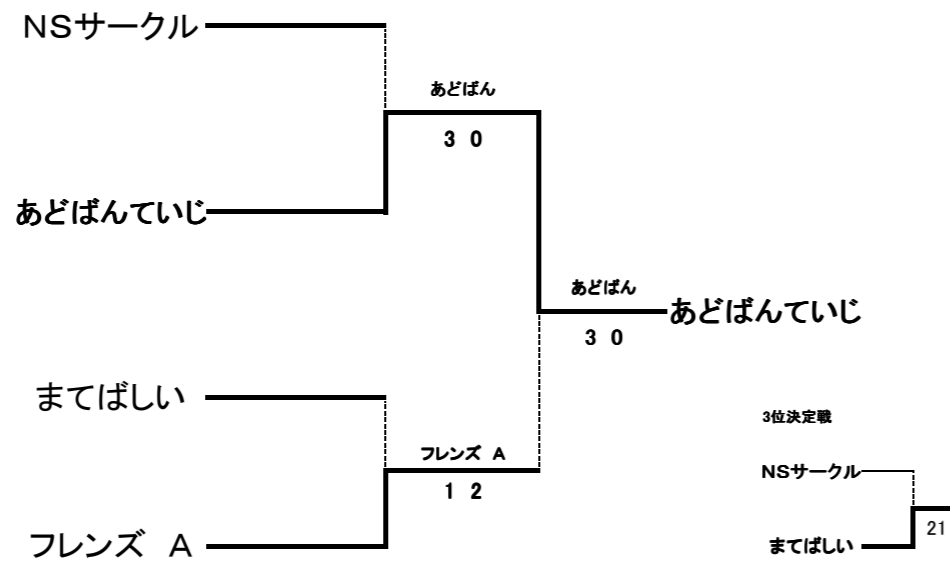 NSサークル
あどばん
3 0
あどばんていじ
あどばん
あどばんていじ
3 0
まてばしい
3位決定戦
フレンズ A
NSサークル
1 2
21
フレンズ A
まてばしい